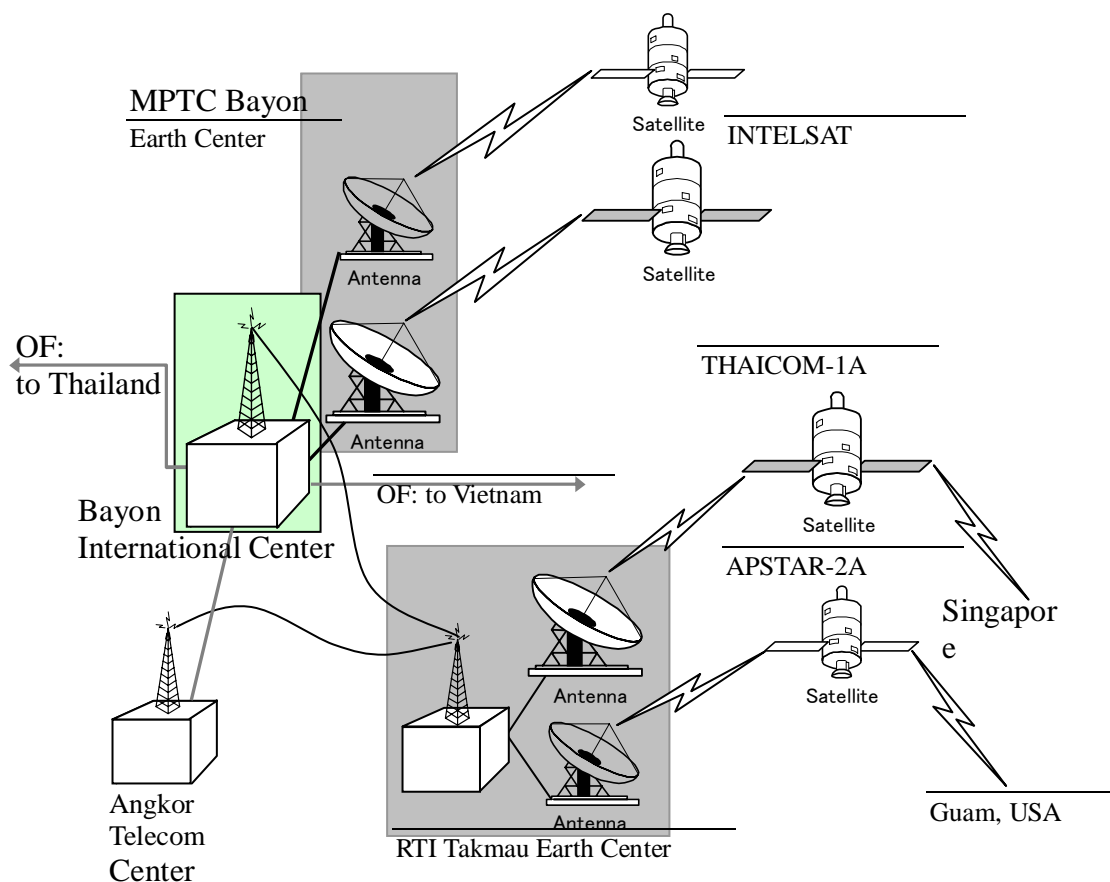 MPTC Bayon
Earth Center
Satellite
INTELSAT
Antenna
Satellite
OF:
to Thailand
THAICOM-1A
Antenna
OF: to Vietnam
Bayon
International Center
Satellite
APSTAR-2A
Singapor
e
Antenna
Satellite
Angkor
Telecom
Center
Antenna
Guam, USA
RTI Takmau Earth Center